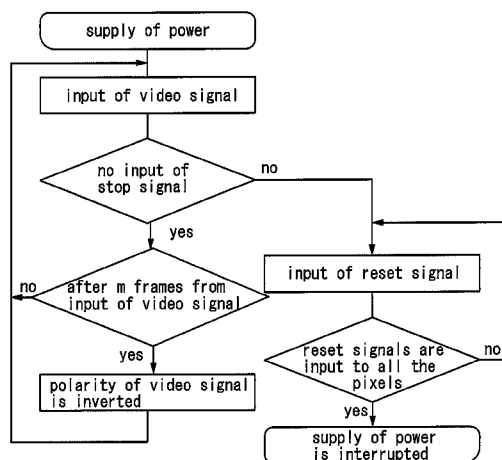 supply of power
input of video signal
no input of
stop signal
no
yes
after m frames from
input of video signal
no
yes
polarity of video signal
is inverted
input of reset signal
reset signals are
input to all the
pixels
no
yes
supply of power
is interrupted